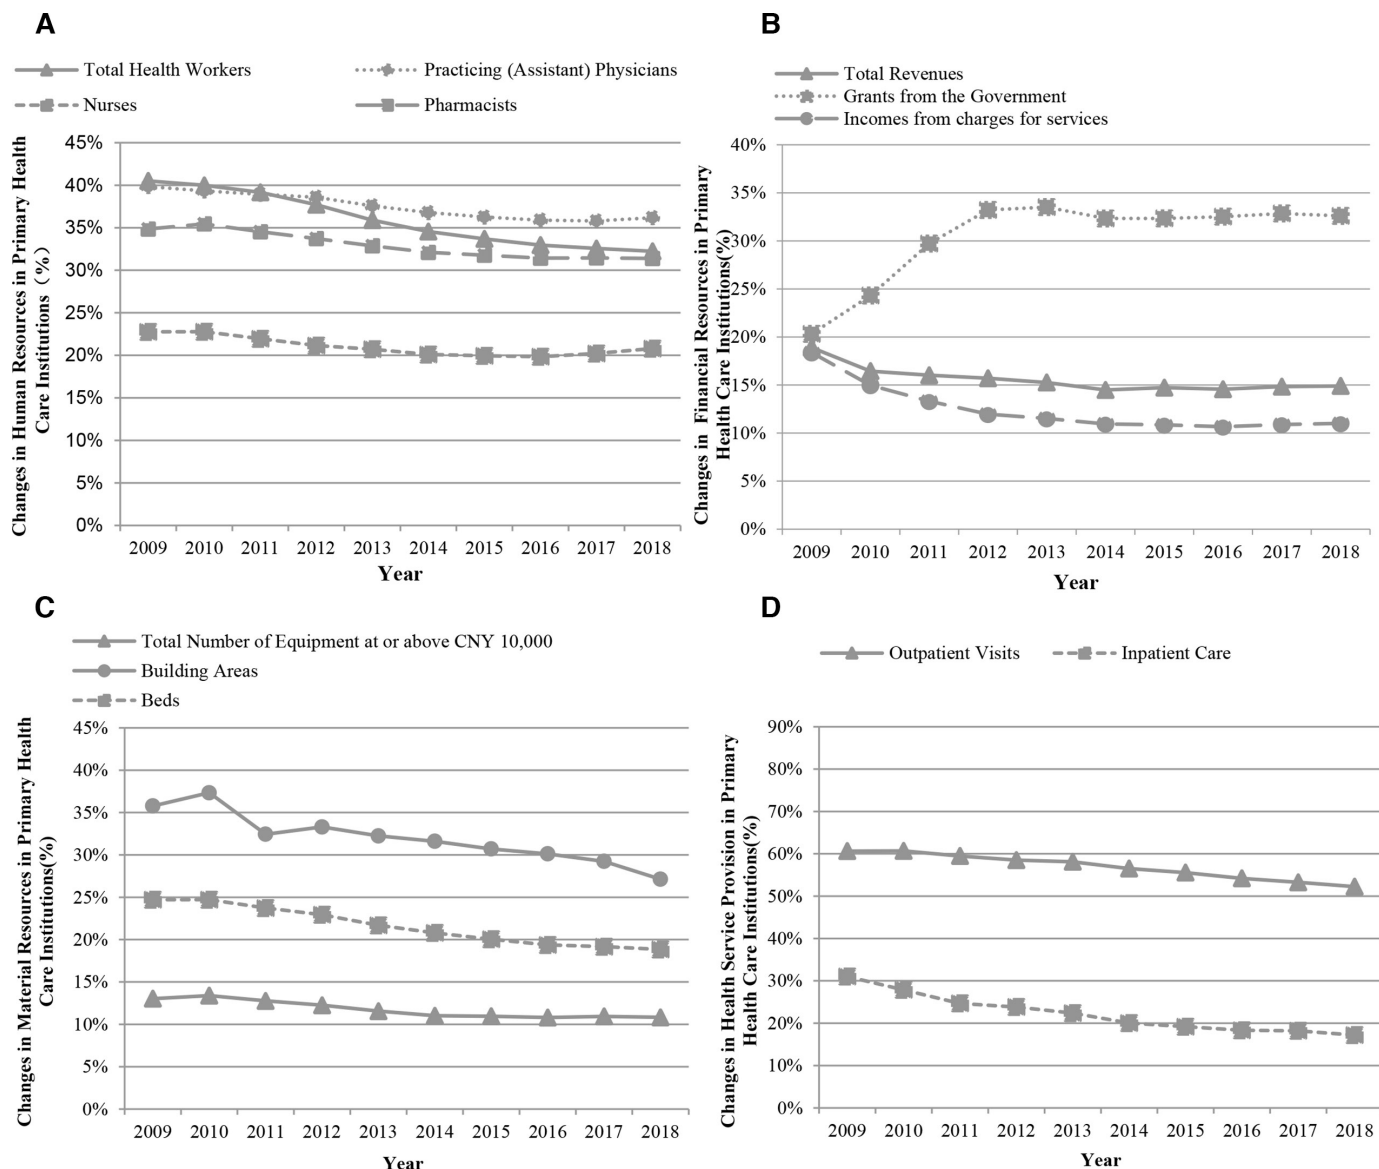 A
Total Health Workers
Practicing (Assistant) Physicians
Nurses
Pharmacists
Changes in Human Resources in Primary Health
Care Institutions（%）
45%
40%
35%
30%
25%
20%
15%
10%
5%
0%
2009 2010 2011 2012 2013 2014 2015 2016 2017 2018
Year
B
Total Revenues
Grants from the Government
Incomes from charges for services
Changes in Financial Resources in Primary
Health Care Institutions(%)
40%
35%
30%
25%
20%
15%
10%
5%
0%
2009 2010 2011 2012 2013 2014 2015 2016 2017 2018
Year
C
Total Number of Equipment at or above CNY 10,000
Building Areas
Beds
Changes in Material Resources in Primary Health
Care Institutions(%)
45%
40%
35%
30%
25%
20%
15%
10%
5%
0%
2009 2010 2011 2012 2013 2014 2015 2016 2017 2018
Year
D
Outpatient Visits
Inpatient Care
Changes in Health Service Provision in Primary
Health Care Institutions(%)
90%
80%
70%
60%
50%
40%
30%
20%
10%
0%
2009 2010 2011 2012 2013 2014 2015 2016 2017 2018
Year